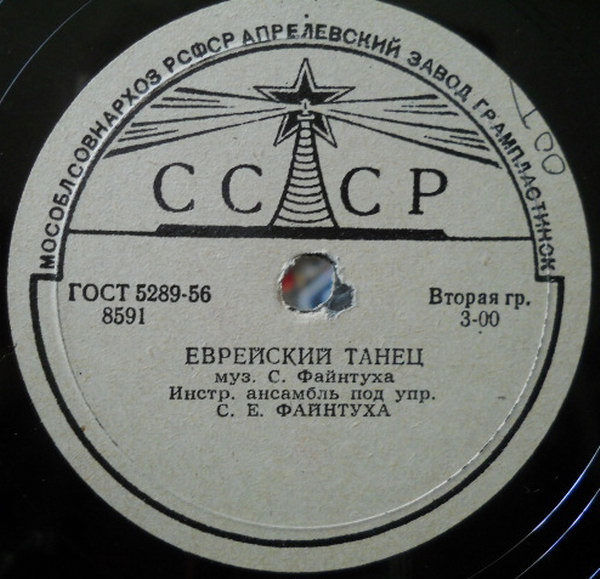 МОСОБЛСОВНАРХОЗ РСФСР АПРЕЛЕВСКИЙ ЗАВОД ГРАМПЛАСТИНОК
СССР
ГОСТ 5289-56
8591
Вторая гр.
3-00
ЕВРЕЙСКИЙ ТАНЕЦ
муз. С. Файнтуха
Инстр. ансамбль под упр.
С. Е. ФАЙНТУХА